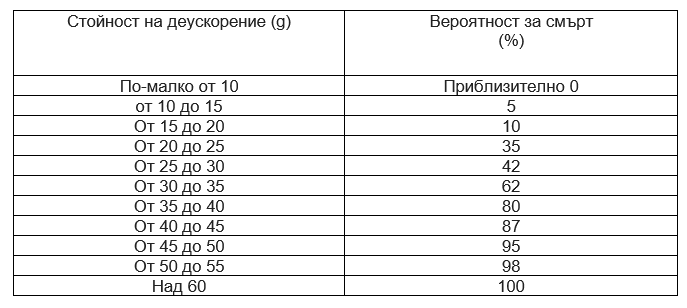 Стойност на деускорение (g) Вероятност за смърт
(%)
По-малко от 10 Приблизително 0
от 10 до 15 5
От 15 до 20 10
От 20 до 25 35
От 25 до 30 42
От 30 до 35 62
От 35 до 40 80
От 40 до 45 87
От 45 до 50 95
От 50 до 55 98
Над 60 100